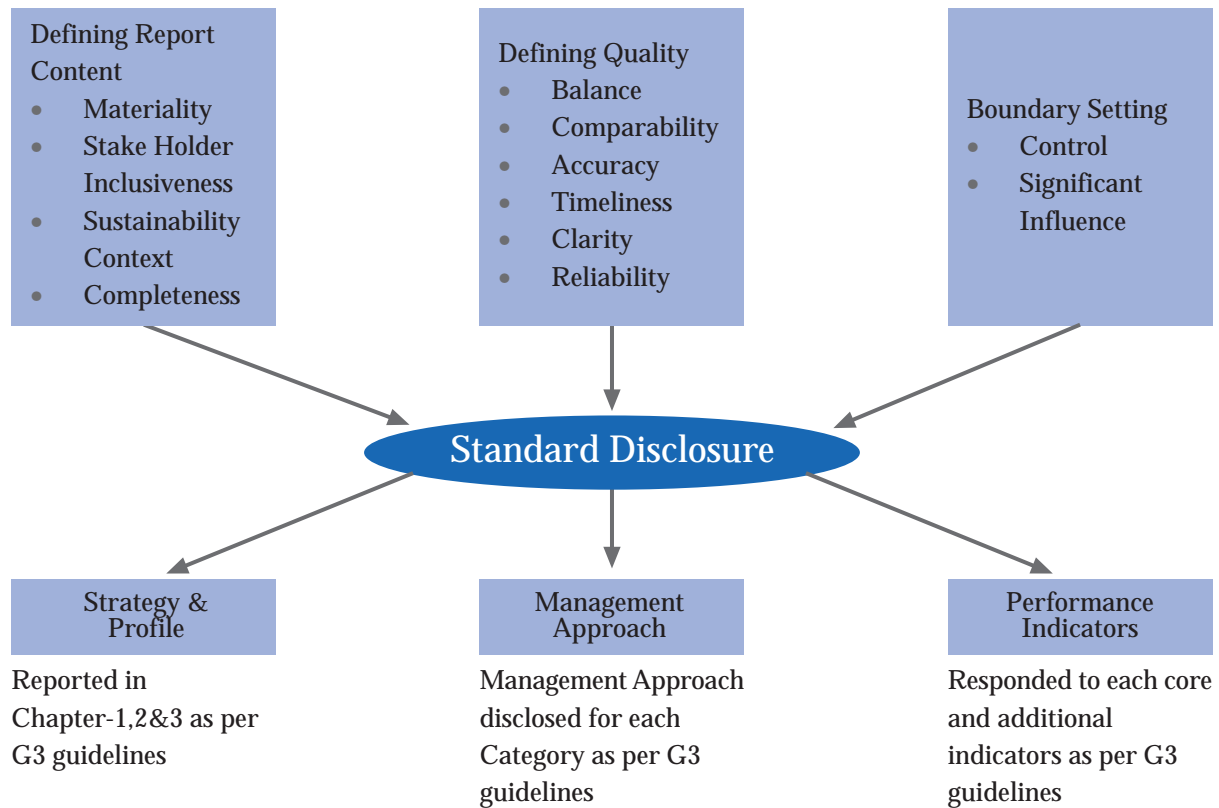 Defining Report
Content
• Materiality
• Stake Holder
Inclusiveness
• Sustainability
Context
• Completeness
Defining Quality
• Balance
• Comparability
• Accuracy
• Timeliness
• Clarity
• Reliability
Boundary Setting
• Control
• Significant
Influence
Standard Disclosure
Strategy &
Profile
Reported in
Chapter-1,2&3 as per
G3 guidelines
Management
Approach
Management Approach
disclosed for each
Category as per G3
guidelines
Performance
Indicators
Responded to each core
and additional
indicators as per G3
guidelines